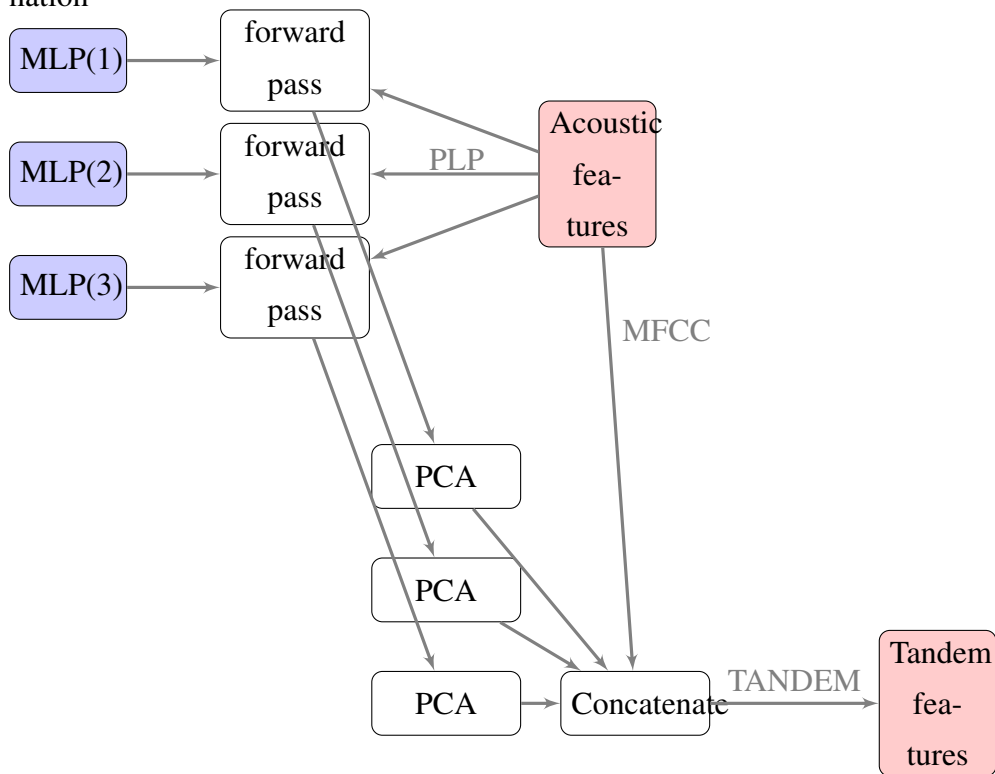 nation
MLP(1)
forward
pass
MLP(2)
forward
pass
MLP(3)
forward
pass
Acoustic
fea-
tures
PLP
MFCC
PCA
PCA
PCA
Concatenate
TANDEM
Tandem
fea-
tures